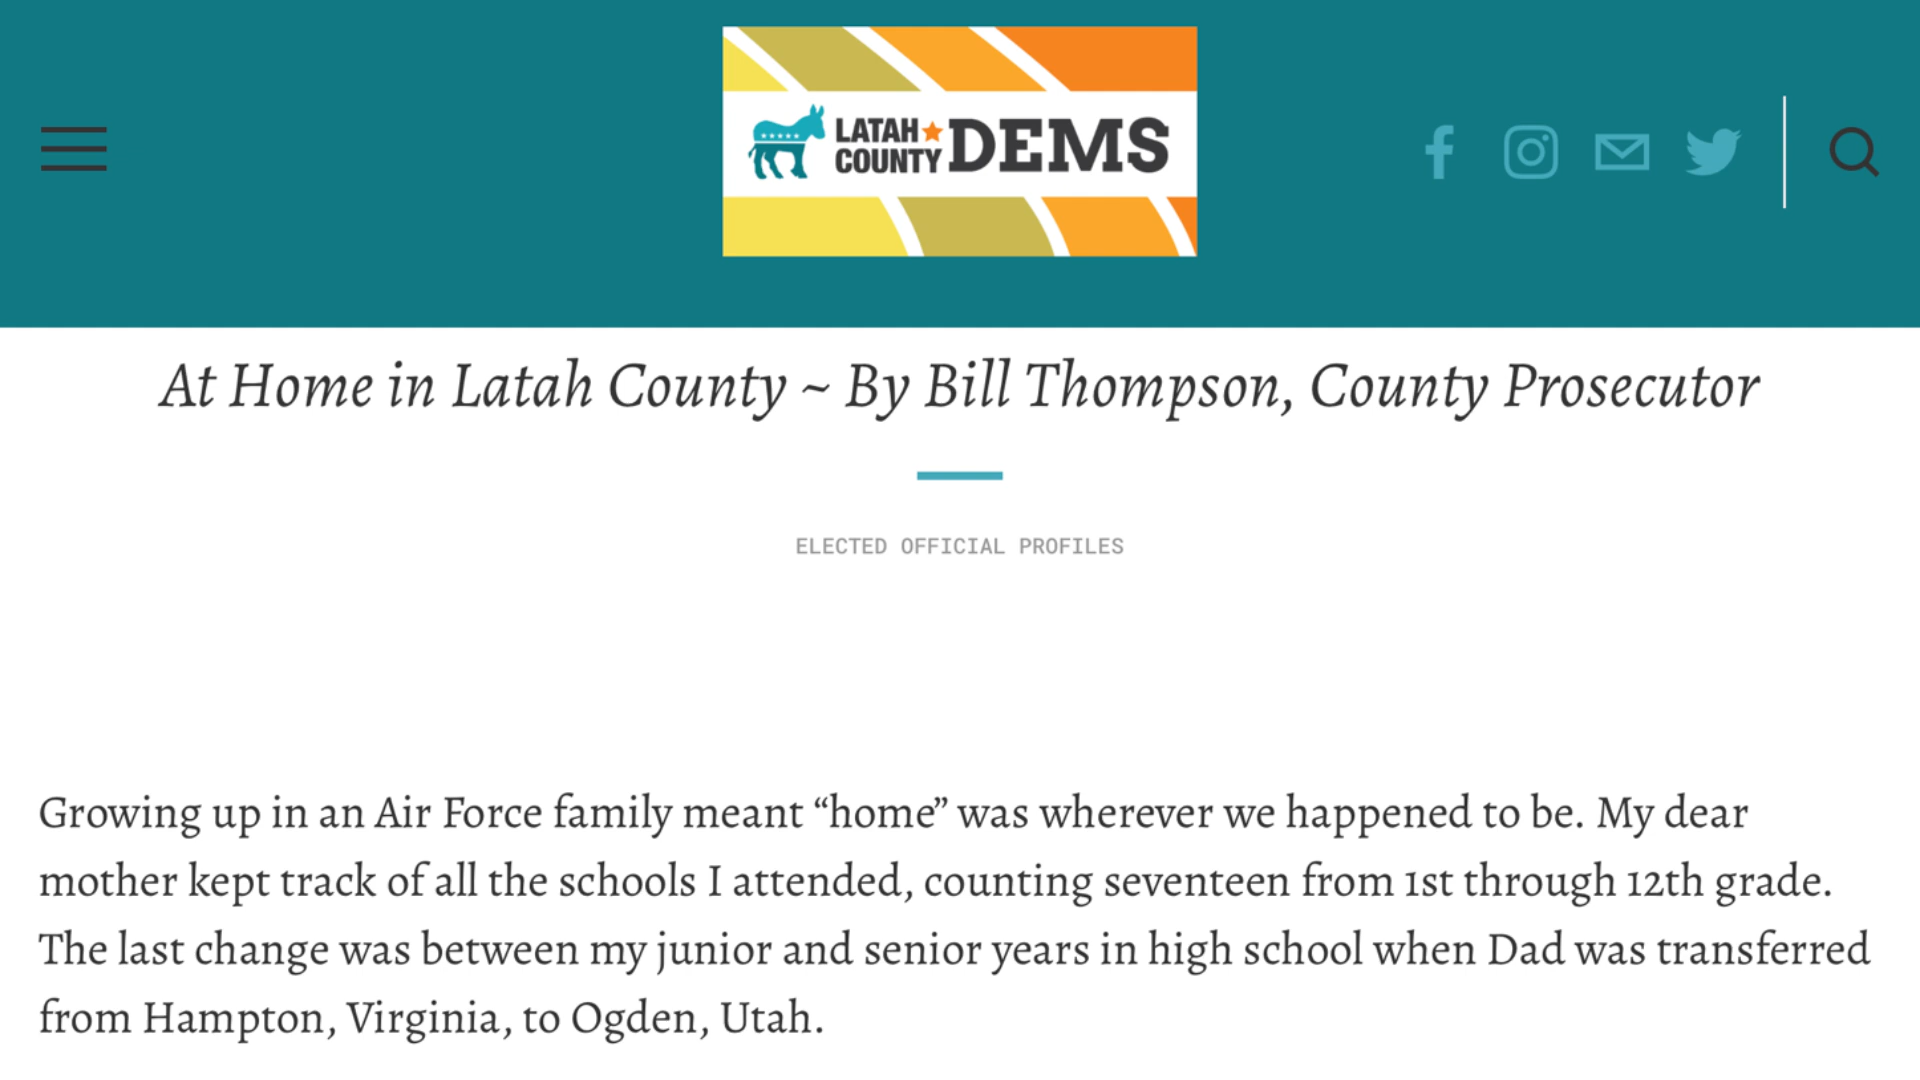 LATAH
COUNTY
DEMS
At Home in Latah County ~ By Bill Thompson, County Prosecutor
ELECTED OFFICIAL PROFILES
Growing up in an Air Force family meant “home” was wherever we happened to be. My dear
mother kept track of all the schools I attended, counting seventeen from 1st through 12th grade.
The last change was between my junior and senior years in high school when Dad was transferred
from Hampton, Virginia, to Ogden, Utah.